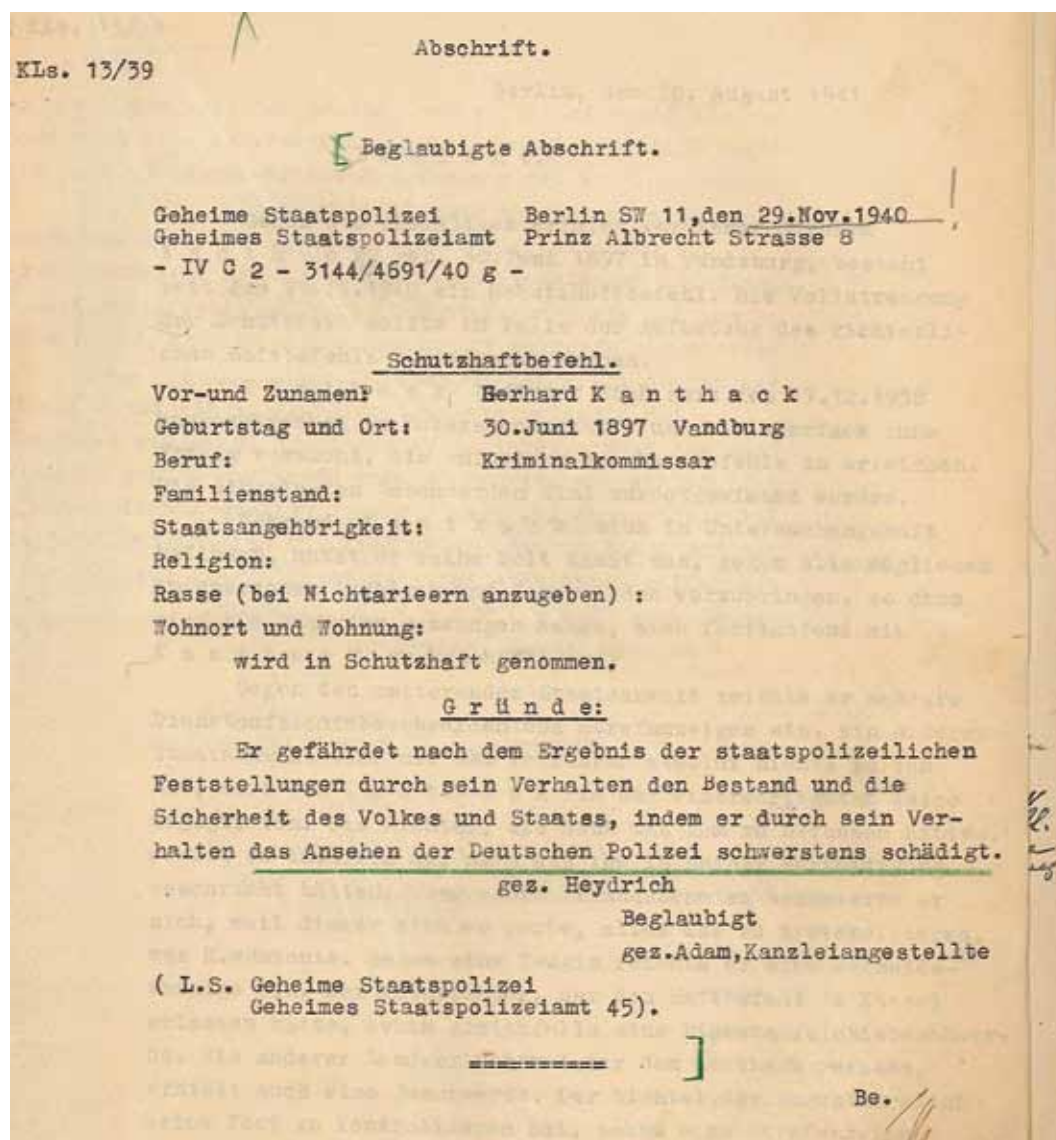 Abschrift.
KLs. 13/39
Beglaubigte Abschrift.
Geheime Staatspolizei Berlin SW 11,den 29.Nov.1940 !
Geheimes Staatspolizeiamt Prinz Albrecht Strasse 8
- IV C 2 - 3144/4691/40 g -
Schutzhaftbefehl.
Vor-und Zunamen: Gerhard K a n t h a c k
Geburtstag und Ort: 30.Juni 1897 Vandburg
Beruf: Kriminalkommissar
Familienstand:
Staatsangehörigkeit:
Religion:
Rasse (bei Nichtarieern anzugeben) :
Wohnort und Wohnung:
wird in Schutzhaft genommen.
G r ü n d e:
Er gefährdet nach dem Ergebnis der staatspolizeilichen
Feststellungen durch sein Verhalten den Bestand und die
Sicherheit des Volkes und Staates, indem er durch sein Ver-
halten das Ansehen der Deutschen Polizei schwerstens schädigt.
gez. Heydrich
Beglaubigt
gez.Adam,Kanzleiangestellte
( L.S. Geheime Staatspolizei
Geheimes Staatspolizeiamt 45).
==========
Be.